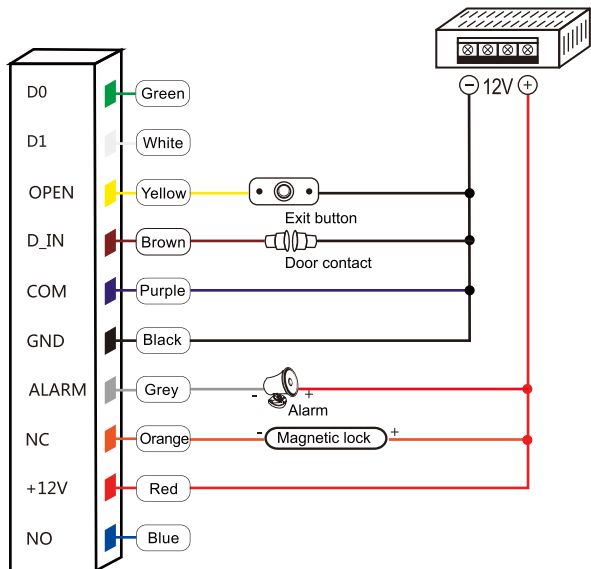 − 12V +
D0 Green
D1 White
OPEN Yellow
Exit button
D_IN Brown
Door contact
COM Purple
GND Black
ALARM Grey - +
Alarm
NC Orange - Magnetic lock +
+12V Red
NO Blue